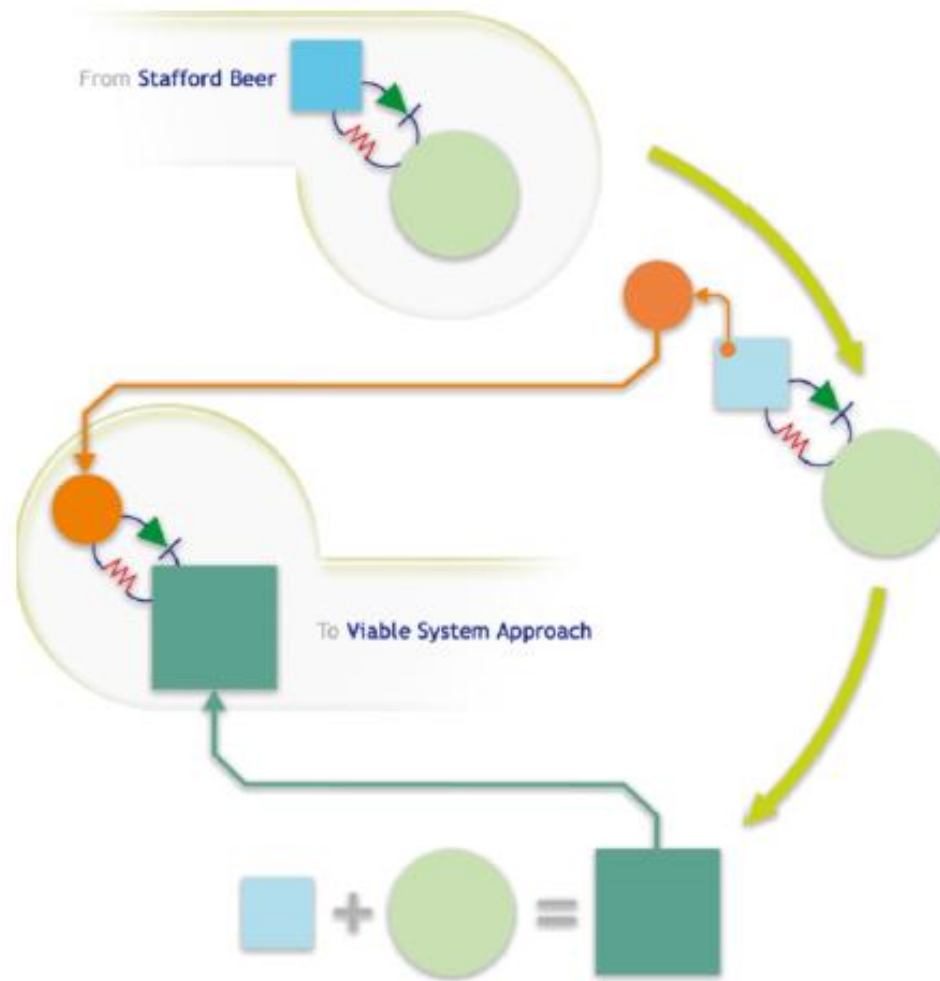 From Stafford Beer
To Viable System Approach
+ =